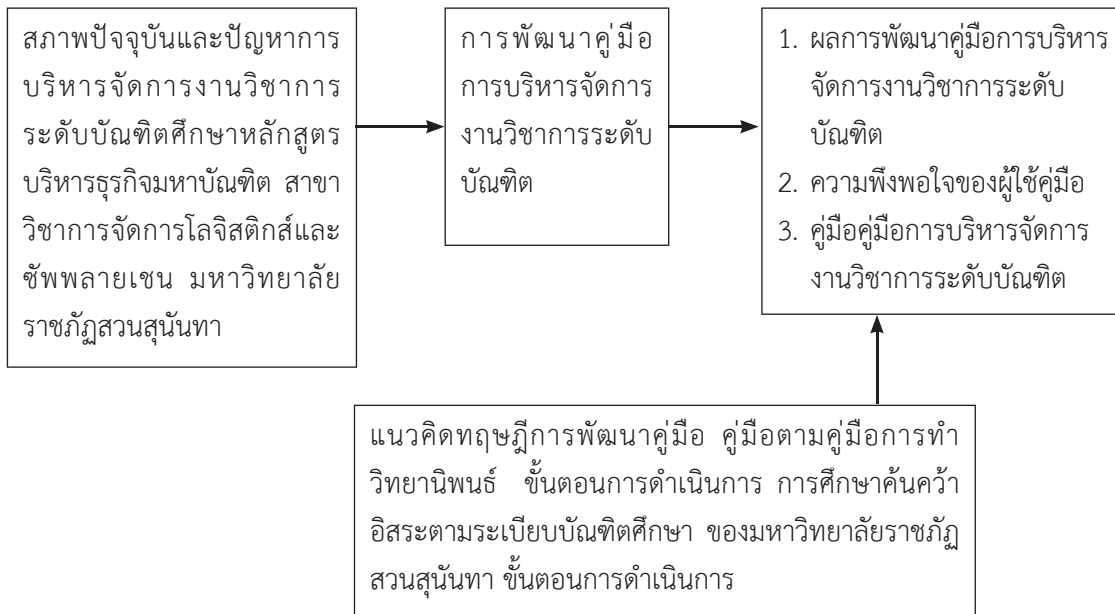 สภาพปัจจุบันและปัญหาการ
บริหารจัดการงานวิชาการ
ระดับบัณฑิตศึกษาหลักสูตร
บริหารธุรกิจมหาบัณฑิต สาขา
วิชาการจัดการโลจิสติกส์และ
ซัพพลายเชน มหาวิทยาลัย
ราชภัฏสวนสุนันทา
การพัฒนาคู่มือ
การบริหารจัดการ
งานวิชาการระดับ
บัณฑิต
1. ผลการพัฒนาคู่มือการบริหาร
จัดการงานวิชาการระดับ
บัณฑิต
2. ความพึงพอใจของผู้ใช้คู่มือ
3. คู่มือคู่มือการบริหารจัดการ
งานวิชาการระดับบัณฑิต
แนวคิดทฤษฎีการพัฒนาคู่มือ คู่มือตามคู่มือการทำ
วิทยานิพนธ์ ขั้นตอนการดำเนินการ การศึกษาค้นคว้า
อิสระตามระเบียบบัณฑิตศึกษา ของมหาวิทยาลัยราชภัฏ
สวนสุนันทา ขั้นตอนการดำเนินการ